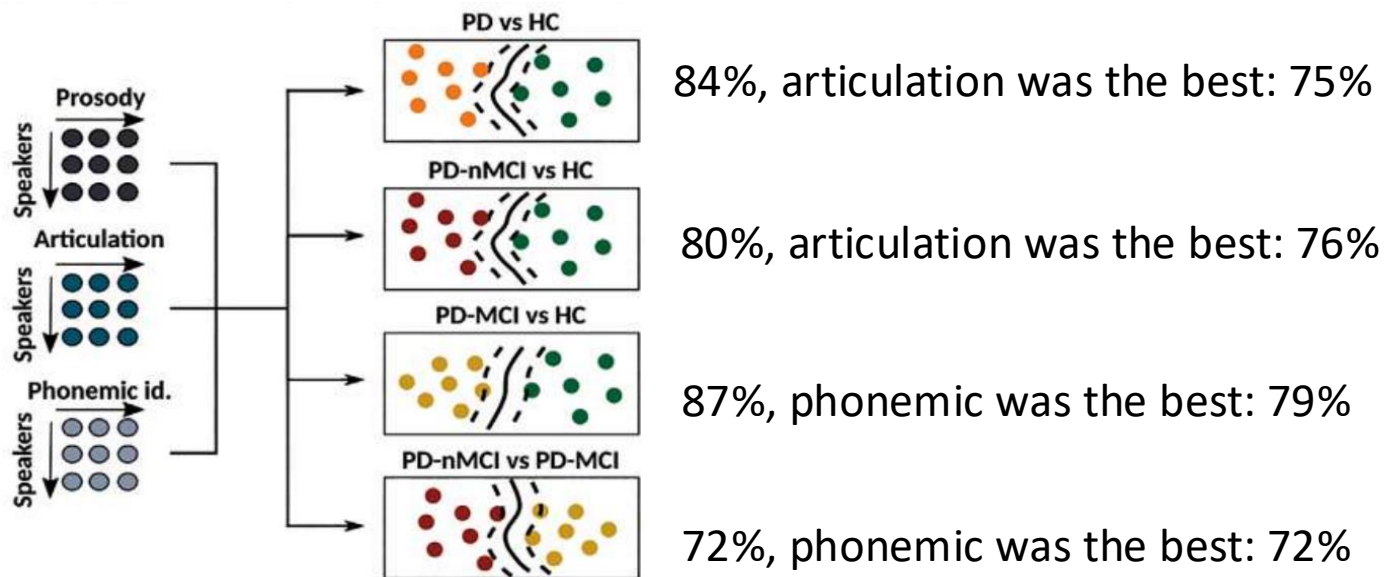 Prosody
Speakers
Articulation
Speakers
Phonemic id.
Speakers
PD vs HC
84%, articulation was the best: 75%
PD-nMCI vs HC
80%, articulation was the best: 76%
PD-MCI vs HC
87%, phonemic was the best: 79%
PD-nMCI vs PD-MCI
72%, phonemic was the best: 72%